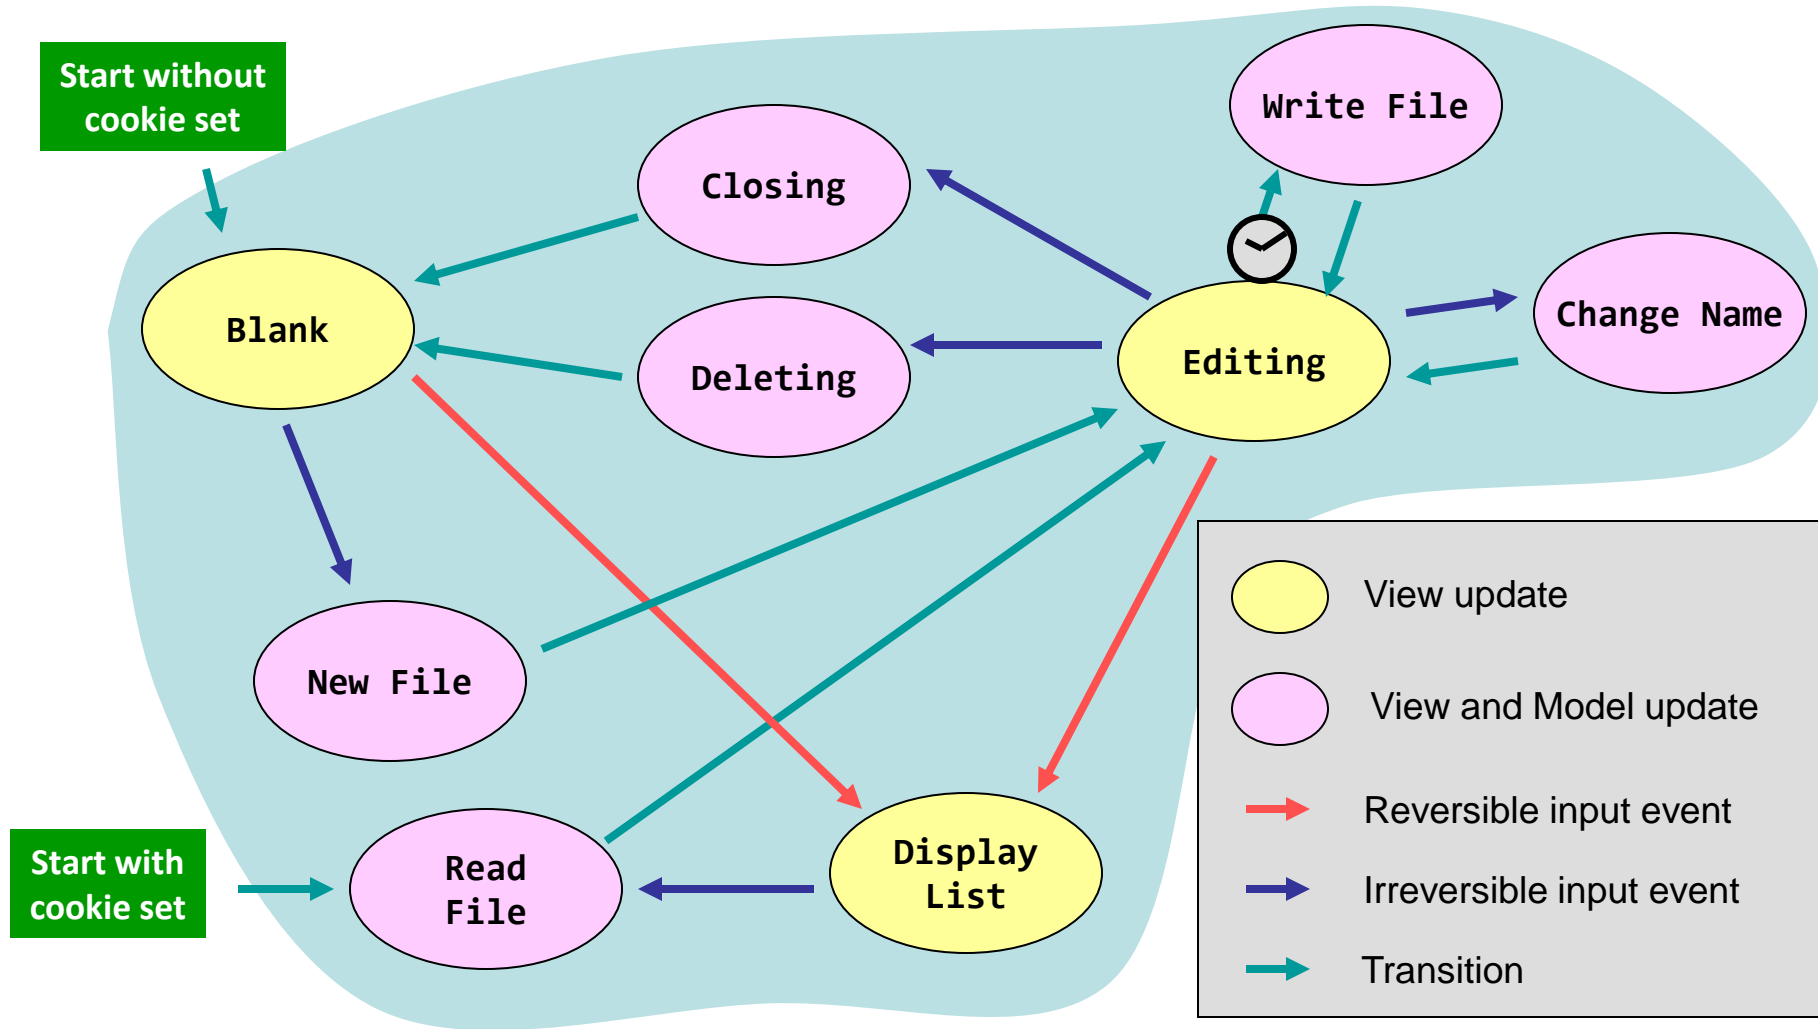 Start without
cookie set
Write File
Closing
Change Name
Blank
Editing
Deleting
New File
Display
List
Read
File
Start with
cookie set
View update
View and Model update
Reversible input event
Irreversible input event
Transition